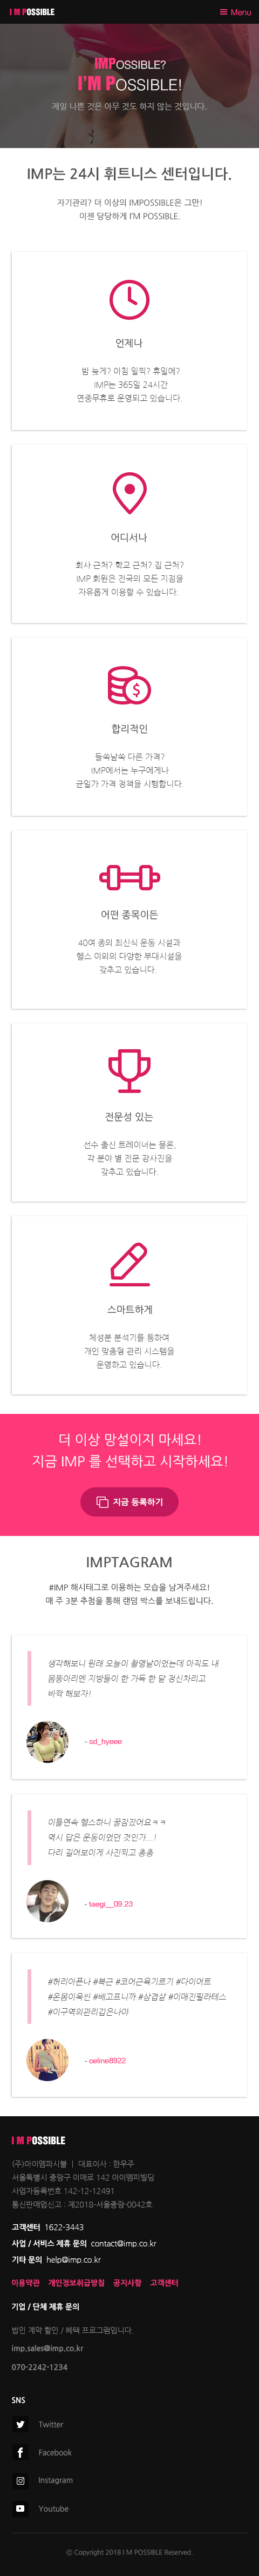 I M POSSIBLE
Menu
IMPOSSIBLE?
I'M POSSIBLE!
제일 나쁜 것은 아무 것도 하지 않는 것입니다.
IMP는 24시 휘트니스 센터입니다.
자기관리? 더 이상의 IMPOSSIBLE은 그만!
이젠 당당하게 I'M POSSIBLE.
언제나
밤 늦게? 아침 일찍? 휴일에?
IMP는 365일 24시간
연중무휴로 운영되고 있습니다.
어디서나
회사 근처? 학교 근처? 집 근처?
IMP 회원은 전국의 모든 지점을
자유롭게 이용할 수 있습니다.
합리적인
들쑥날쑥 다른 가격?
IMP에서는 누구에게나
균일가 가격 정책을 시행합니다.
어떤 종목이든
40여 종의 최신식 운동 시설과
헬스 이외의 다양한 부대시설을
갖추고 있습니다.
전문성 있는
선수 출신 트레이너는 물론,
각 분야 별 전문 강사진을
갖추고 있습니다.
스마트하게
체성분 분석기를 통하여
개인 맞춤형 관리 시스템을
운영하고 있습니다.
더 이상 망설이지 마세요!
지금 IMP 를 선택하고 시작하세요!
지금 등록하기
IMPTAGRAM
#IMP 해시태그로 이용하는 모습을 남겨주세요!
매 주 3분 추첨을 통해 랜덤 박스를 보내드립니다.
생각해보니 원래 오늘이 촬영날이었는데 아직도 내
몸뚱아리엔 지방들이 한 가득 한 달 정신차리고
바짝 해보자!
- sd_hyeee
이틀연속 헬스하니 꿀잠잤어요ㅋㅋ
역시 답은 운동이었던 것인가...!
다리 길어보이게 사진찍고 총총
- taegi__09.23
#허리아픈나 #복근 #코어근육기르기 #다이어트
#온몸이욱씬 #배고프니까 #삼겹살 #이매진필라테스
#이구역외관리갑은나야
- celine8922
I M POSSIBLE
(주)아이엠파시블 | 대표이사 : 한우주
서울특별시 중랑구 이매로 142 아이엠피빌딩
사업자등록번호 142-12-12491
통신판매업신고 : 제2018-서울중랑-0042호
고객센터 1622-3443
사업 / 서비스 제휴 문의 contact@imp.co.kr
기타 문의 help@imp.co.kr
이용약관 개인정보취급방침 공지사항 고객센터
기업 / 단체 제휴 문의
법인 계약 할인 / 혜택 프로그램입니다.
imp,sales@imp,co,kr
070-2242-1234
SNS
Twitter
Facebook
Instagram
Youtube
© Copyright 2018 I M POSSIBLE Reserved.